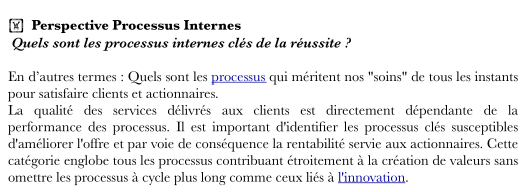 Perspective Processus Internes
Quels sont les processus internes clés de la réussite ?
En d'autres termes : Quels sont les processus qui méritent nos "soins" de tous les instants
pour satisfaire clients et actionnaires.
La qualité des services délivrés aux clients est directement dépendante de la
performance des processus. Il est important d'identifier les processus clés susceptibles
d'améliorer l'offre et par voie de conséquence la rentabilité servie aux actionnaires. Cette
catégorie englobe tous les processus contribuant étroitement à la création de valeurs sans
omettre les processus à cycle plus long comme ceux liés à l'innovation.